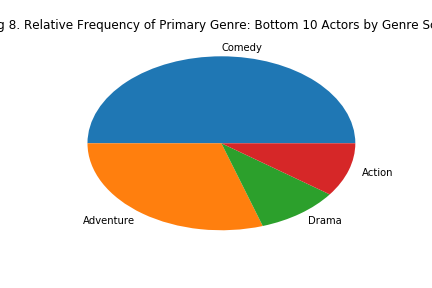 g 8. Relative Frequency of Primary Genre: Bottom 10 Actors by Genre Sc
Comedy
Action
Adventure
Drama